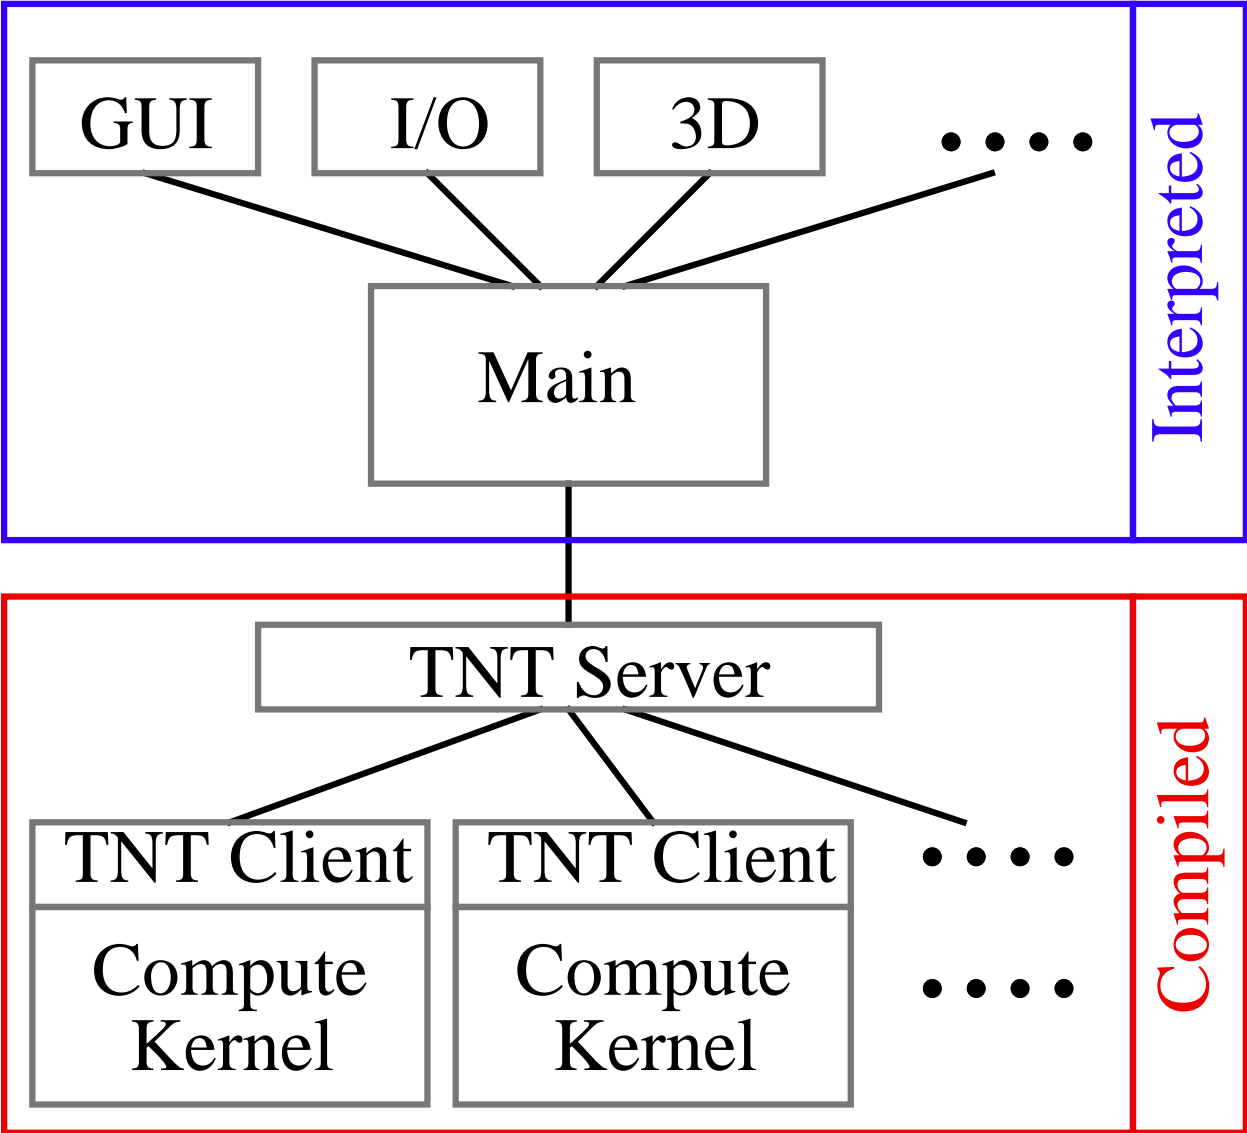 GUI
I/O
3D
Main
Interpreted
TNT Server
TNT Client
Compute
Kernel
TNT Client
Compute
Kernel
Compiled